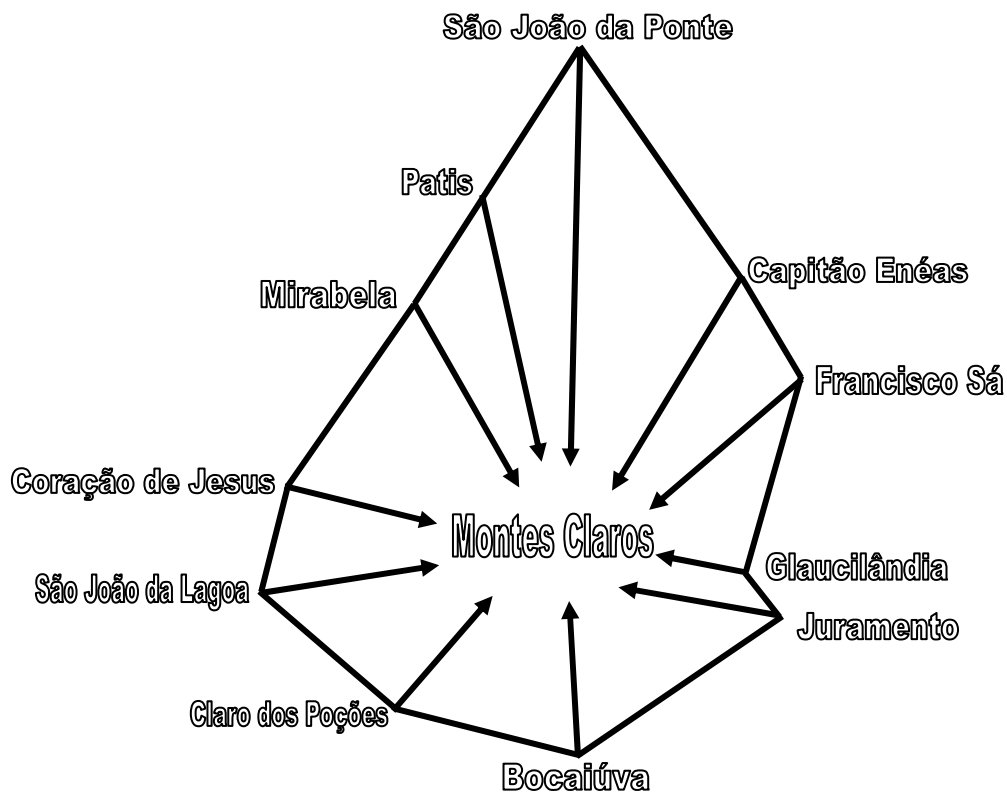 São João da Ponte
Patis
Capitão Enéas
Mirabela
Francisco Sá
Coração de Jesus
Montes Claros
Glaucilândia
São João da Lagoa
Juramento
Claro dos Poções
Bocaiúva